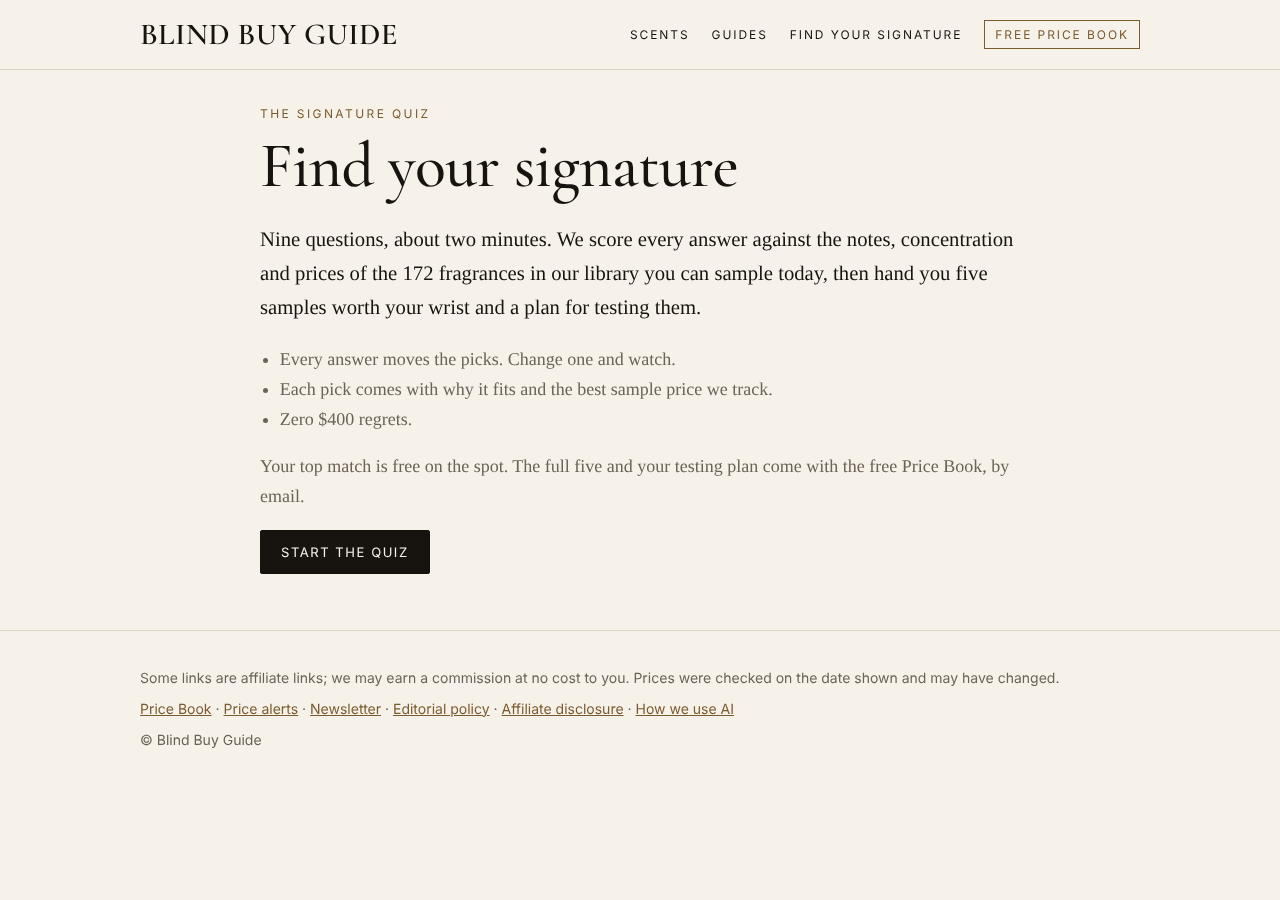 BLIND BUY GUIDE
SCENTS GUIDES FIND YOUR SIGNATURE FREE PRICE BOOK
THE SIGNATURE QUIZ
Find your signature
Nine questions, about two minutes. We score every answer against the notes, concentration
and prices of the 172 fragrances in our library you can sample today, then hand you five
samples worth your wrist and a plan for testing them.
• Every answer moves the picks. Change one and watch.
• Each pick comes with why it fits and the best sample price we track.
• Zero $400 regrets.
Your top match is free on the spot. The full five and your testing plan come with the free Price Book, by
email.
START THE QUIZ
Some links are affiliate links; we may earn a commission at no cost to you. Prices were checked on the date shown and may have changed.
Price Book · Price alerts · Newsletter · Editorial policy · Affiliate disclosure · How we use AI
© Blind Buy Guide